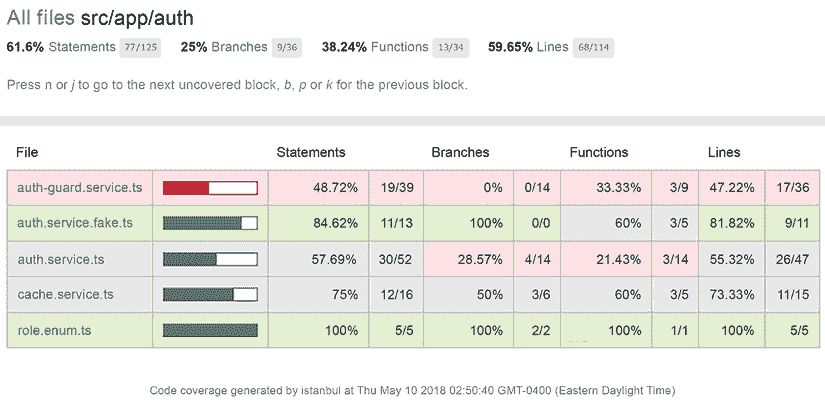 All files src/app/auth
61.6% Statements 77/125 25% Branches 9/36 38.24% Functions 13/34 59.65% Lines 68/114
Press n or j to go to the next uncovered block, b, p or k for the previous block.
File Statements Branches Functions Lines
auth-guard.service.ts 48.72% 19/39 0% 0/14 33.33% 3/9 47.22% 17/36
auth.service.fake.ts 84.62% 11/13 100% 0/0 60% 3/5 81.82% 9/11
auth.service.ts 57.69% 30/52 28.57% 4/14 21.43% 3/14 55.32% 26/47
cache.service.ts 75% 12/16 50% 3/6 60% 3/5 73.33% 11/15
role.enum.ts 100% 5/5 100% 2/2 100% 1/1 100% 5/5
Code coverage generated by istanbul at Thu May 10 2018 02:50:40 GMT-0400 (Eastern Daylight Time)